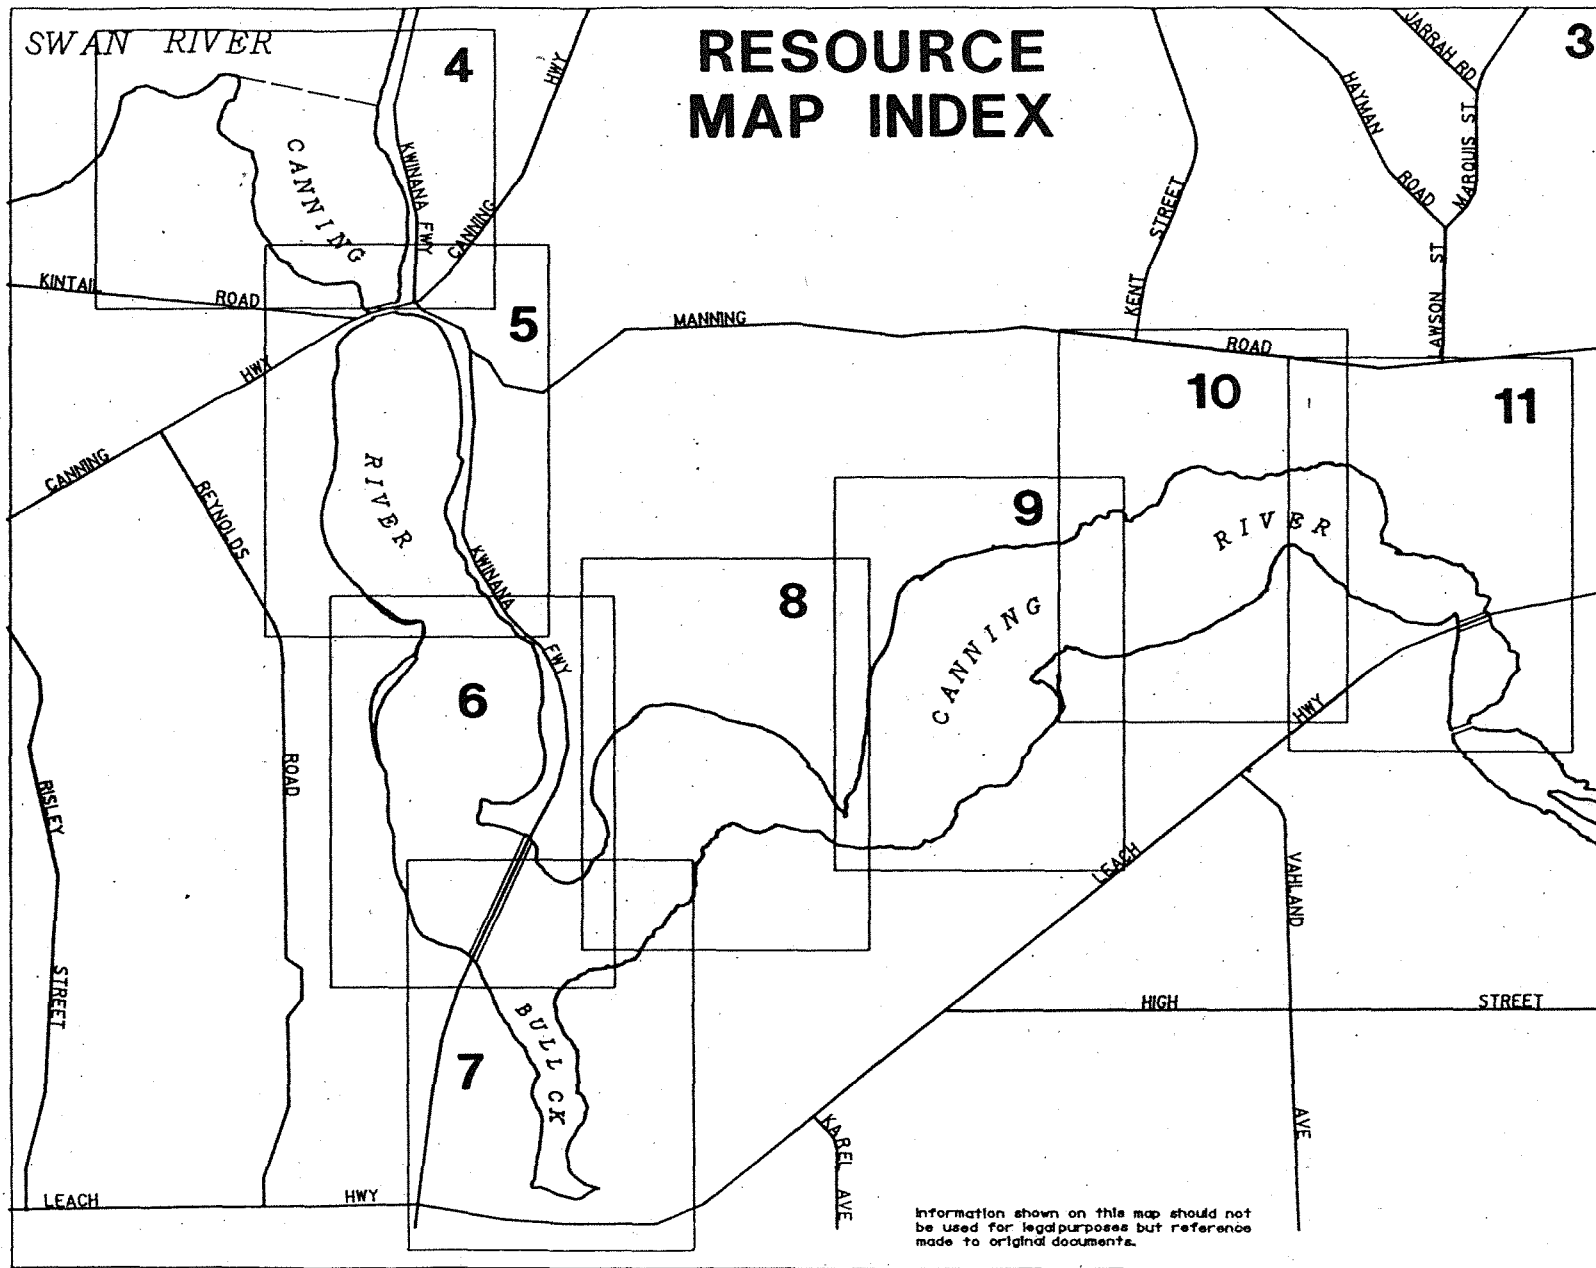 SWAN RIVER
RESOURCE
MAP INDEX
3
4
HWY
JARRAH RD
HAYMAN
ROAD
MARQUIS ST
CANNING
KWINANA FWY
CANNING
STREET
KENT
LAWSON ST
KINTAIL
ROAD
5
MANNING
ROAD
HWY
10
11
CANNING
REYNOLDS
RIVER
9
RIVER
KWINANA
FWY
8
CANNING
6
HWY
ROAD
RISLEY
LEACH
VAHLAND
STREET
HIGH
STREET
BULL CK
7
KAREL AVE
AVE
LEACH
HWY
Information shown on this map should not
be used for legal purposes but reference
made to original documents.